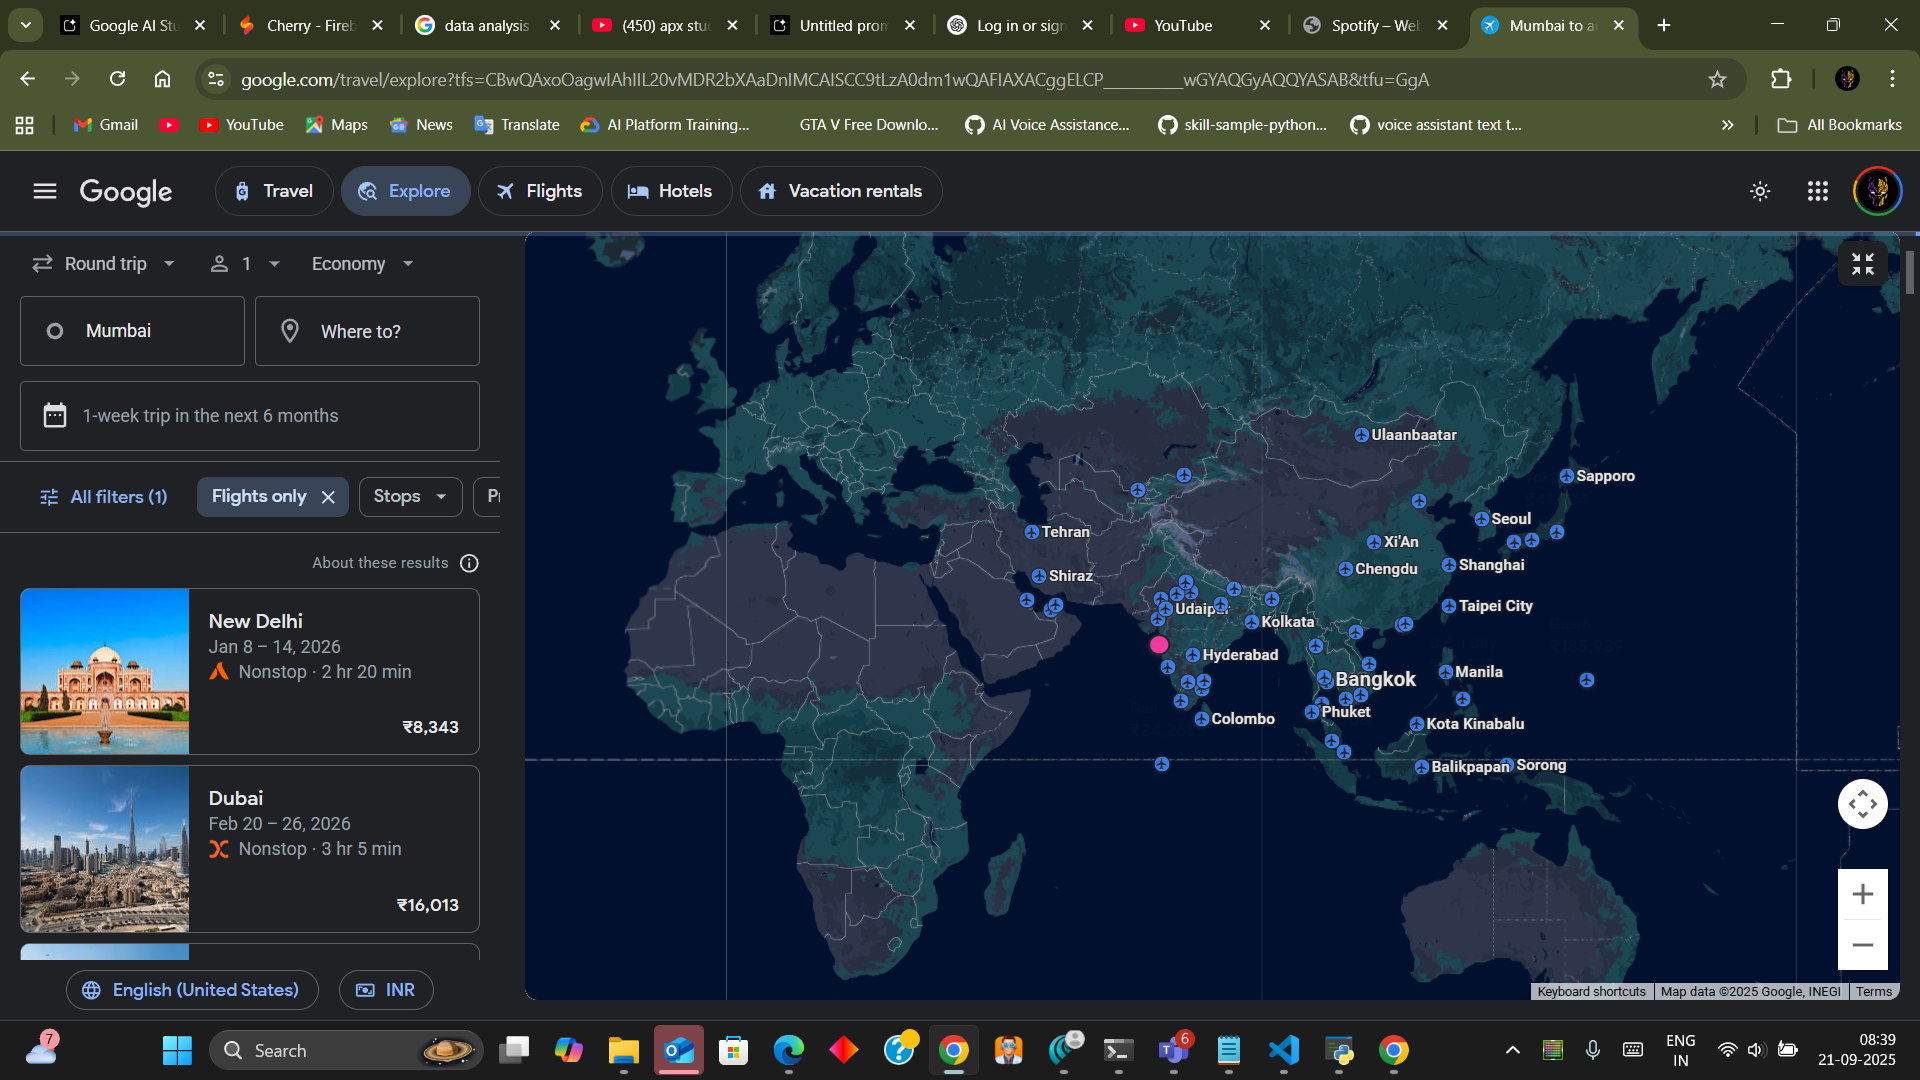 Google AI Stu
Cherry - Fireb
data analysis
(450) apx stu
Untitled pron
Log in or sign
YouTube
Spotify – Web
Mumbai to a
google.com/travel/explore?tfs=CBwQAxoOagwIAhIIL20vMDR2bXAaDnIMCAISCC9tLzA0dm1wQAFIAXACggELCP___________wGYAQGyAQQYASAB&tfu=GgA
Gmail
YouTube
Maps
News
Translate
AI Platform Training...
GTA V Free Downlo...
AI Voice Assistance...
skill-sample-python...
voice assistant text t...
All Bookmarks
Google
Travel
Explore
Flights
Hotels
Vacation rentals
Round trip
1
Economy
Mumbai
Where to?
1-week trip in the next 6 months
All filters (1)
Flights only
Stops
About these results
New Delhi
Jan 8 – 14, 2026
Nonstop · 2 hr 20 min
₹8,343
Dubai
Feb 20 – 26, 2026
Nonstop · 3 hr 5 min
₹16,013
English (United States)
INR
Ulaanbaatar
Sapporo
Seoul
Tehran
Xi'An
Shanghai
Chengdu
Shiraz
Taipei City
Udaipur
Kolkata
Hyderabad
Manila
Bangkok
Phuket
Colombo
Kota Kinabalu
Balikpapan
Sorong
Keyboard shortcuts
Map data ©2025 Google, INEGI
Terms
7
Search
6
ENG
IN
08:39
21-09-2025